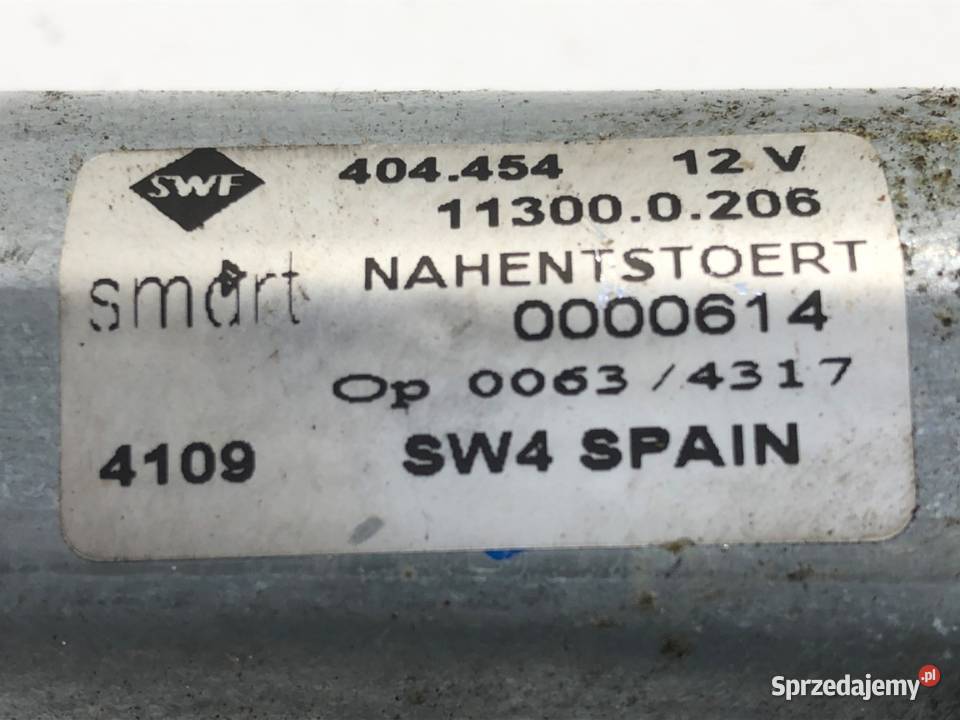 SWF 404.454 12 V
11300.0.206
smart NAHENTSTOERT
0000614
Op 0063/4317
4109 SW4 SPAIN
Sprzedajemy.pl